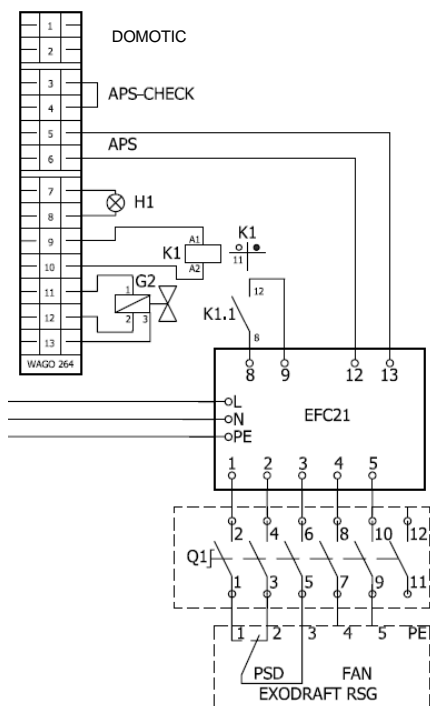 1 DOMOTIC
2
3 APS-CHECK
4
5 APS
6
7 H1
8
9 A1 K1 K1
10 A2 11
11 G2 1 12
12 2 3 K1.1
13 8
WAGO 264
8 9 12 13
L EFC21
N
PE
1 2 3 4 5
2 4 6 8 10 12
Q1
1 3 5 7 9 11
1 2 3 4 5 PE
PSD FAN
EXODRAFT RSG